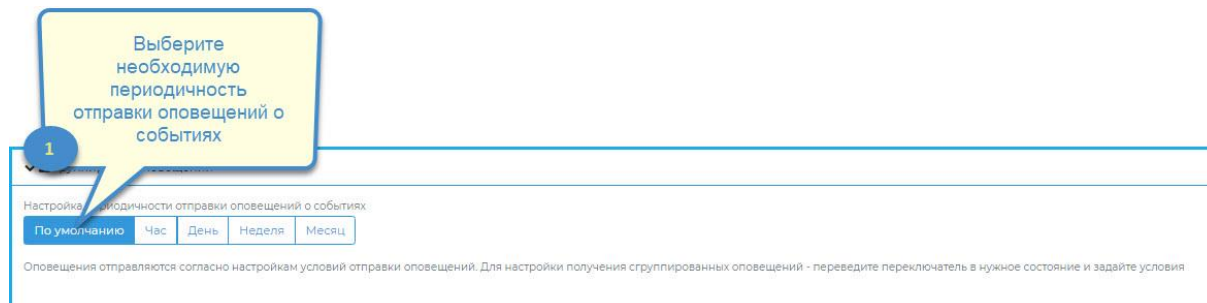 Выберите
необходимую
периодичность
отправки оповещений о
событиях
1
Настройка отправки оповещений о событиях
По умолчанию Час День Неделя Месяц
Оповещения отправляются согласно настройкам условий отправки оповещений. Для настройки получения сгруппированных оповещений - переведите переключатель в нужное состояние и задайте условия